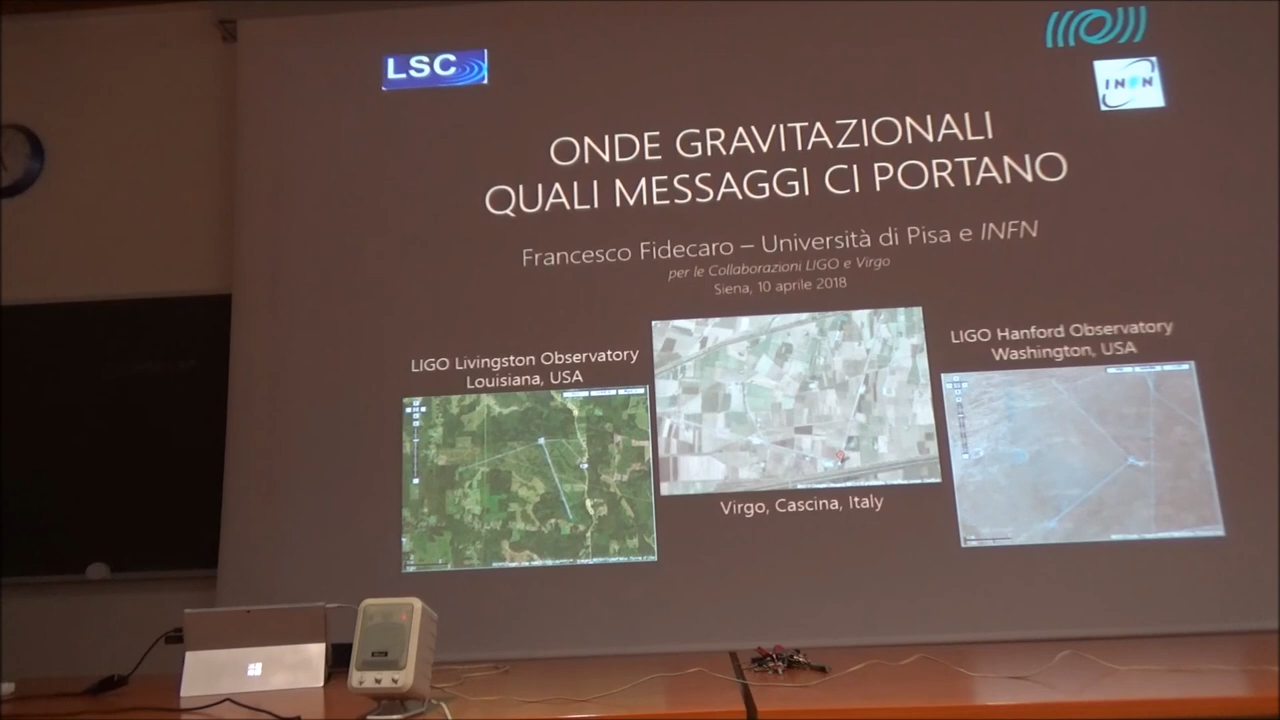 LSC
INFN
ONDE GRAVITAZIONALI
QUALI MESSAGGI CI PORTANO
Francesco Fidecaro – Università di Pisa e INFN
per le Collaborazioni LIGO e Virgo
Siena, 10 aprile 2018
LIGO Livingston Observatory
Louisiana, USA
Virgo, Cascina, Italy
LIGO Hanford Observatory
Washington, USA